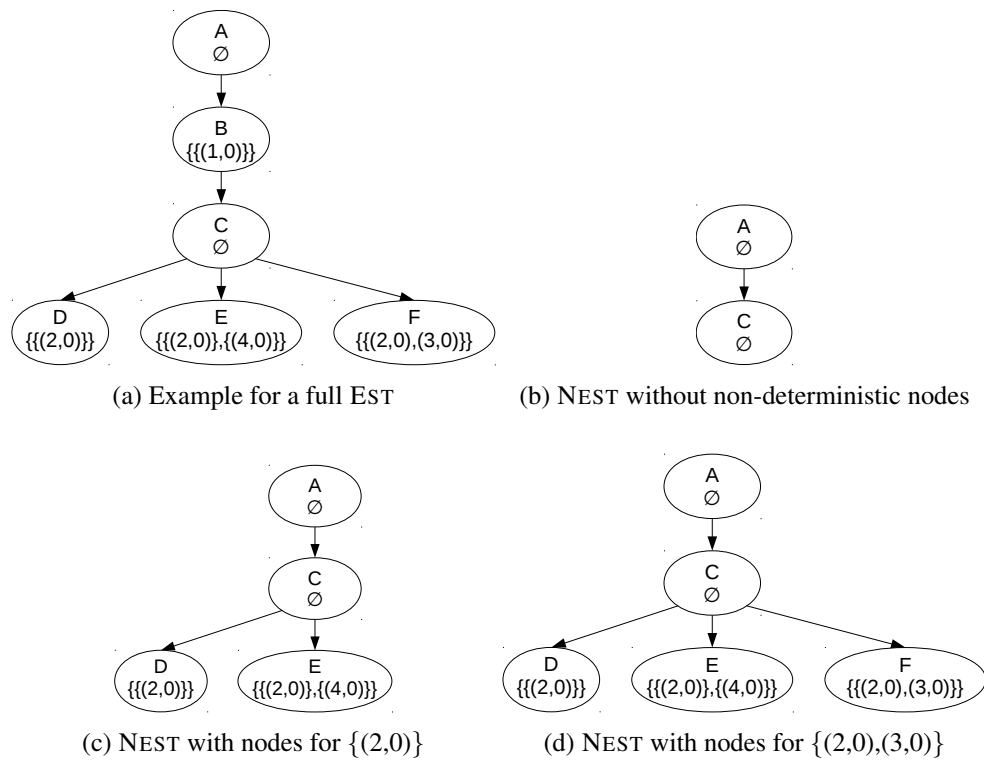 A
∅
B
{{(1,0)}}
C
∅
D
{{(2,0)}}
E
{{(2,0)},{(4,0)}}
F
{{(2,0),(3,0)}}
(a) Example for a full EST
A
∅
C
∅
(b) NEST without non-deterministic nodes
A
∅
C
∅
D
{{(2,0)}}
E
{{(2,0)},{(4,0)}}
(c) NEST with nodes for {(2,0)}
A
∅
C
∅
D
{{(2,0)}}
E
{{(2,0)},{(4,0)}}
F
{{(2,0),(3,0)}}
(d) NEST with nodes for {(2,0),(3,0)}